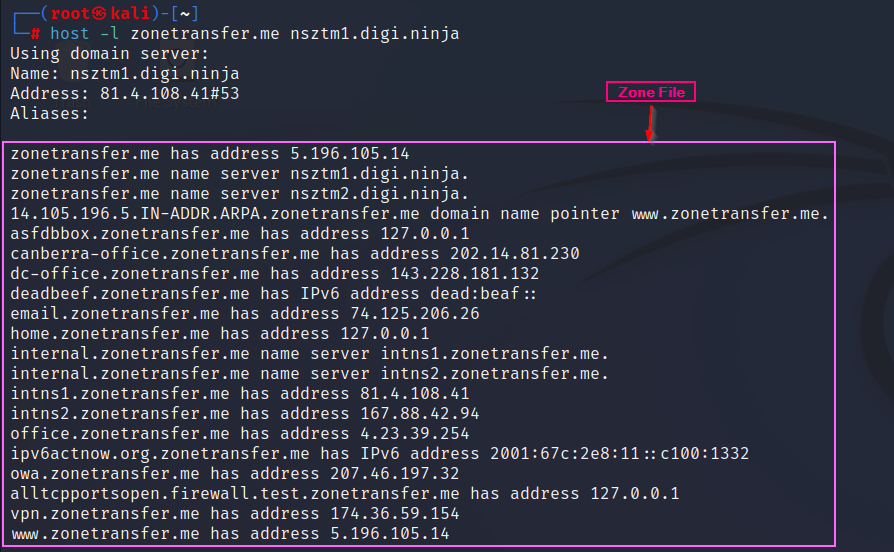 ┌──(root㉿kali)-[~]
└─# host -l zonetransfer.me nsztm1.digi.ninja
Using domain server:
Name: nsztm1.digi.ninja
Address: 81.4.108.41#53
Aliases:
Zone File
zonetransfer.me has address 5.196.105.14
zonetransfer.me name server nsztm1.digi.ninja.
zonetransfer.me name server nsztm2.digi.ninja.
14.105.196.5.IN-ADDR.ARPA.zonetransfer.me domain name pointer www.zonetransfer.me.
asfdbbox.zonetransfer.me has address 127.0.0.1
canberra-office.zonetransfer.me has address 202.14.81.230
dc-office.zonetransfer.me has address 143.228.181.132
deadbeef.zonetransfer.me has IPv6 address dead:beaf::
email.zonetransfer.me has address 74.125.206.26
home.zonetransfer.me has address 127.0.0.1
internal.zonetransfer.me name server intns1.zonetransfer.me.
internal.zonetransfer.me name server intns2.zonetransfer.me.
intns1.zonetransfer.me has address 81.4.108.41
intns2.zonetransfer.me has address 167.88.42.94
office.zonetransfer.me has address 4.23.39.254
ipv6actnow.org.zonetransfer.me has IPv6 address 2001:67c:2e8:11::c100:1332
owa.zonetransfer.me has address 207.46.197.32
alltcpportsopen.firewall.test.zonetransfer.me has address 127.0.0.1
vpn.zonetransfer.me has address 174.36.59.154
www.zonetransfer.me has address 5.196.105.14